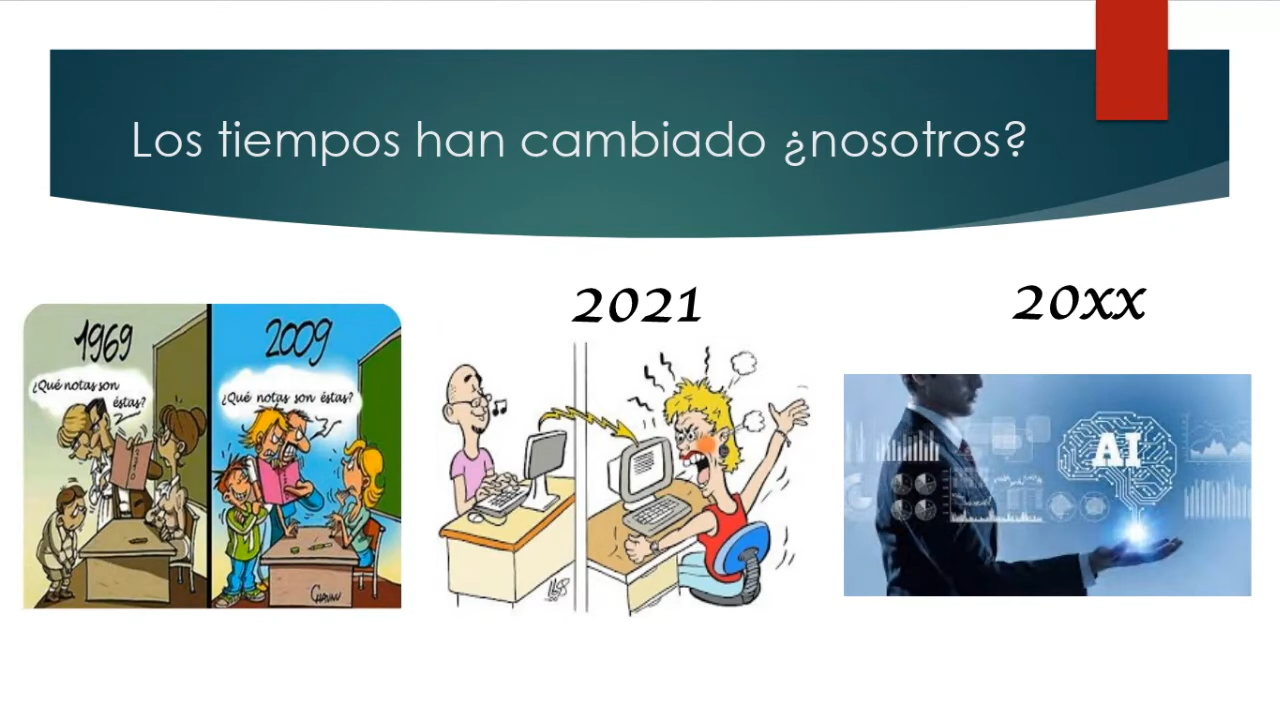 Los tiempos han cambiado ¿nosotros?
1969
¿Qué notas son
éstas?
2009
¿Qué notas son éstas?
2021
20xx
AI